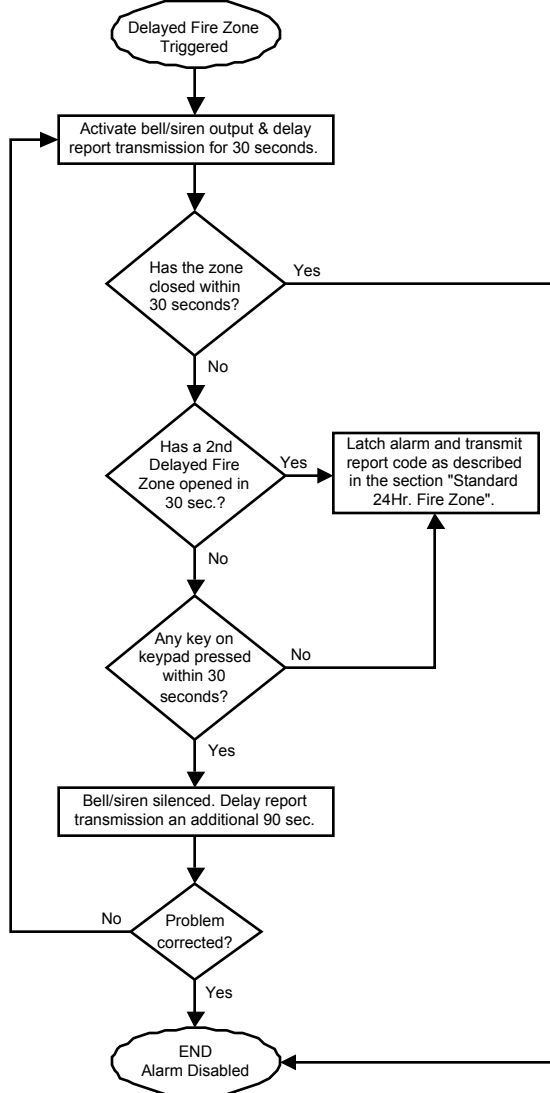 Delayed Fire Zone
Triggered
Activate bell/siren output & delay
report transmission for 30 seconds.
Has the zone
closed within
30 seconds?
Yes
No
Has a 2nd
Delayed Fire
Zone opened in
30 sec.?
Yes
Latch alarm and transmit
report code as described
in the section "Standard
24Hr. Fire Zone".
No
Any key on
keypad pressed
within 30
seconds?
No
Yes
Bell/siren silenced. Delay report
transmission an additional 90 sec.
No
Problem
corrected?
Yes
END
Alarm Disabled